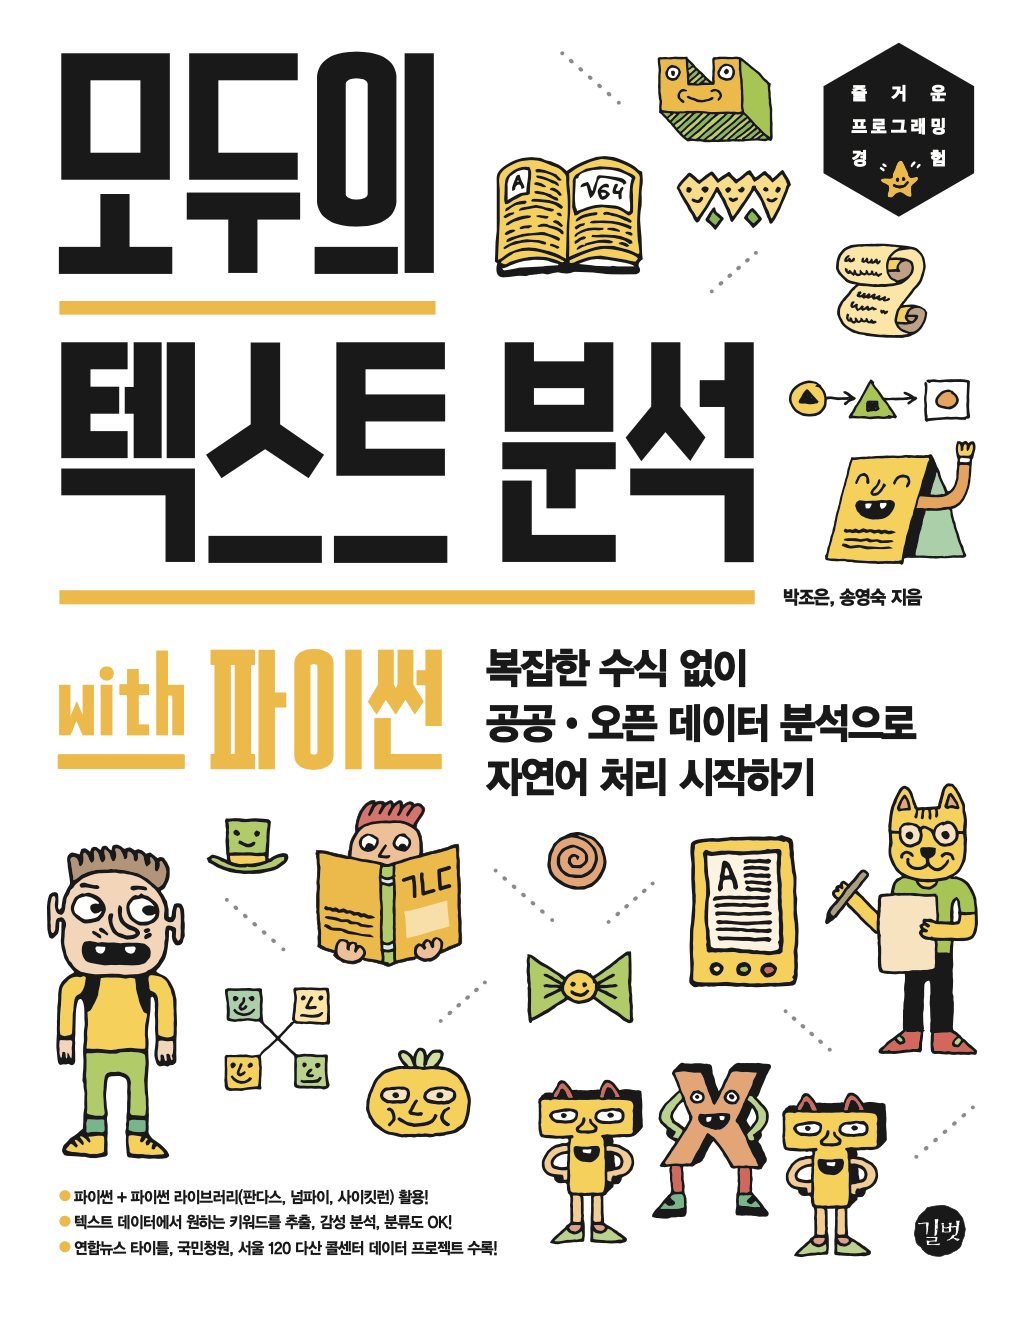 모두의
텍스트 분석
즐거운
프로그래밍
경험
A
√64
박조은, 송영숙 지음
with 파이썬
복잡한 수식 없이
공공 • 오픈 데이터 분석으로
자연어 처리 시작하기
A
TLC
TEXT
● 파이썬 + 파이썬 라이브러리(판다스, 넘파이, 사이킷런) 활용!
● 텍스트 데이터에서 원하는 키워드를 추출, 감성 분석, 분류도 OK!
● 연합뉴스 타이틀, 국민청원, 서울 120 다산 콜센터 데이터 프로젝트 수록!
길벗